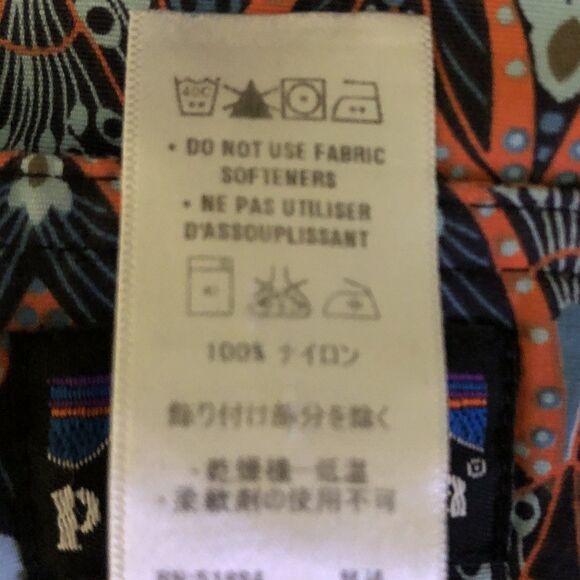 40C
• DO NOT USE FABRIC
SOFTENERS
• NE PAS UTILISER
D'ASSOUPLISSANT
40
100% ナイロン
飾り付け部分を除く
・乾燥機－低温
・柔軟剤の使用不可
p